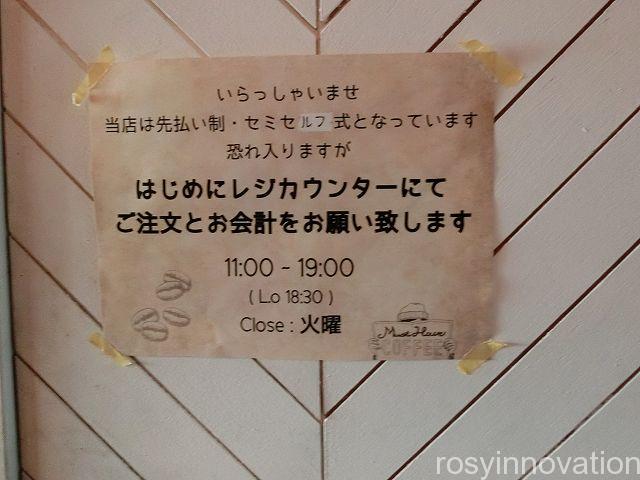 いらっしゃいませ
当店は先払い制・セミセルフ式となっています
恐れ入りますが
はじめにレジカウンターにて
ご注文とお会計をお願い致します
11:00 - 19:00
( L.o 18:30 )
Close : 火曜
Must Have
COFFEE
rosyinnovation